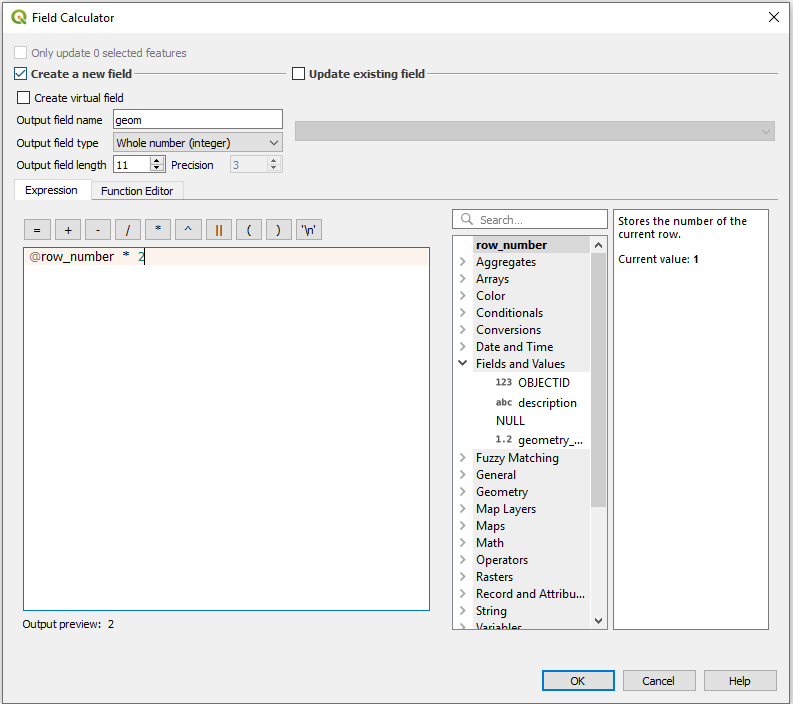 Field Calculator
Only update 0 selected features
Create a new field
Update existing field
Create virtual field
Output field name geom
Output field type Whole number (integer)
Output field length 11 Precision 3
Expression Function Editor
= + - / * ^ || ( ) '\n'
Search...
@row_number * 2
row_number
Aggregates
Arrays
Color
Conditionals
Conversions
Date and Time
Fields and Values
123 OBJECTID
abc description
NULL
1.2 geometry_...
Fuzzy Matching
General
Geometry
Map Layers
Maps
Math
Operators
Rasters
Record and Attribu...
String
Variables
Stores the number of the
current row.
Current value: 1
Output preview: 2
OK Cancel Help